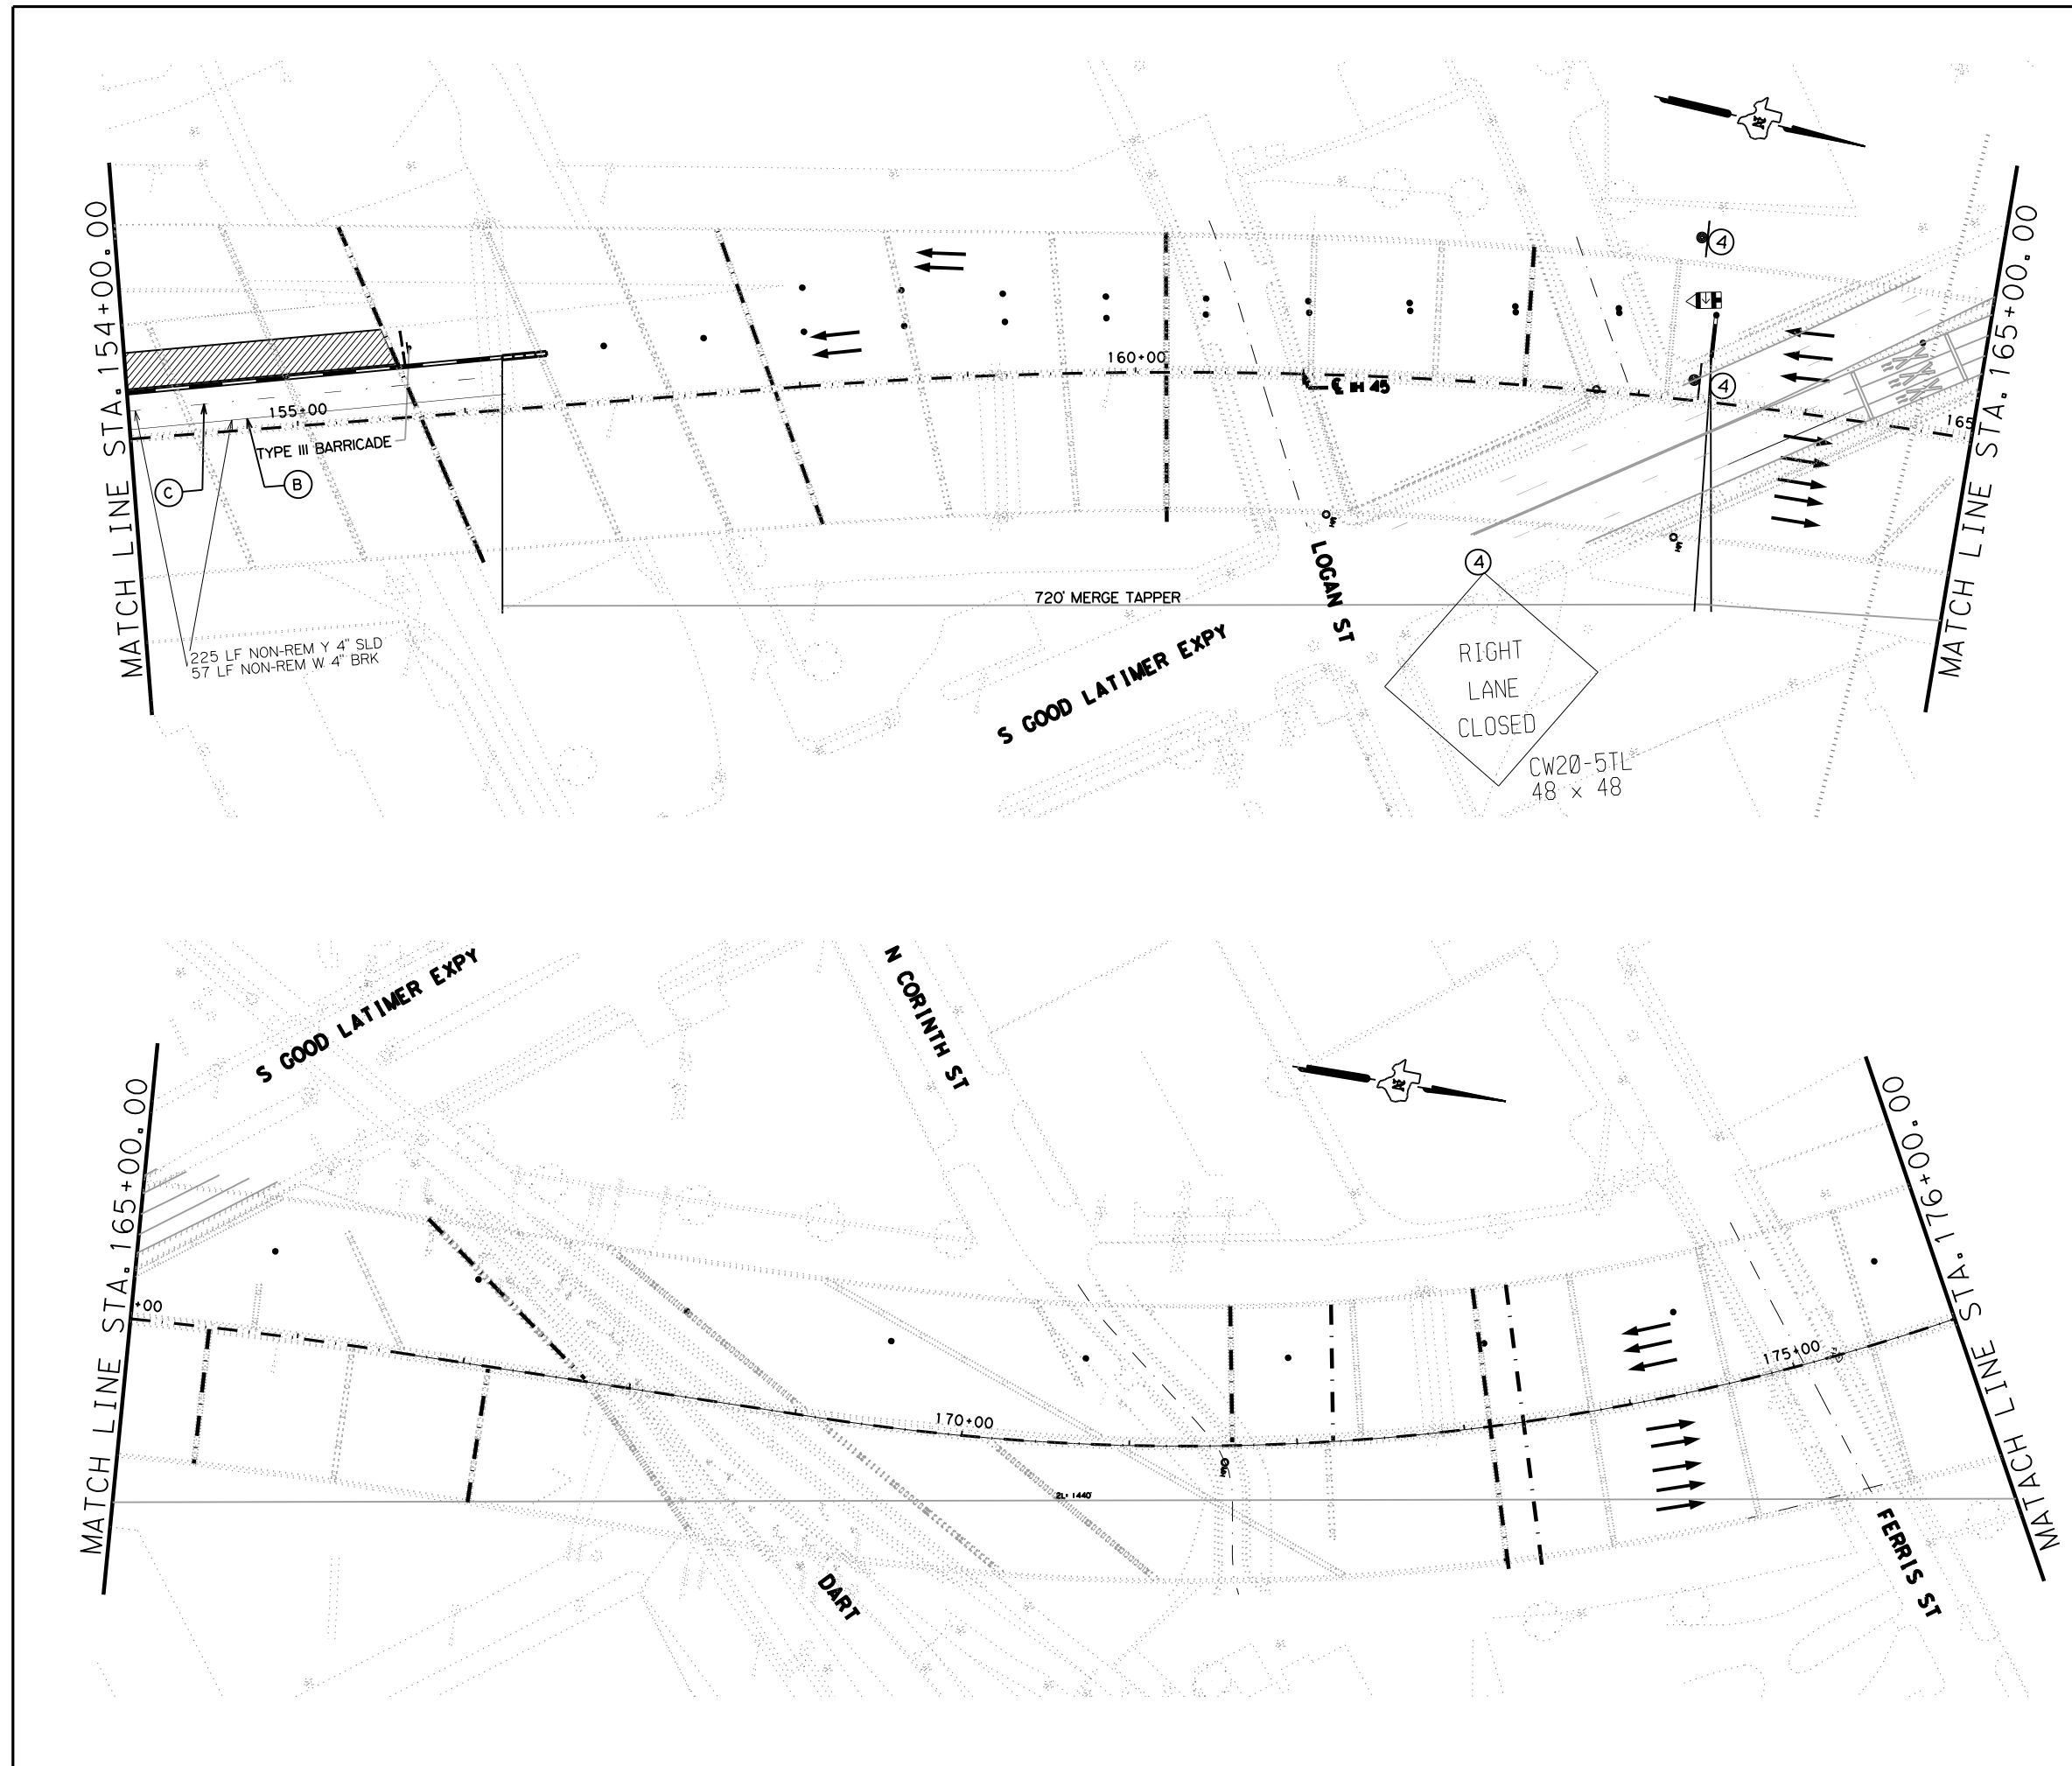 MATCH LINE STA. 154+00.00
155+00
TYPE III BARRICADE
C
B
225 LF NON-REM Y 4" SLD
57 LF NON-REM W 4" BRK
160+00
℄ IH 45
4
4
165
MATCH LINE STA. 165+00.00
720' MERGE TAPPER
LOGAN ST
S GOOD LATIMER EXPY
4
RIGHT
LANE
CLOSED
CW20-5TL
48 x 48
S GOOD LATIMER EXPY
N CORINTH ST
MATCH LINE STA. 165+00.00
+00
170+00
175+00
2L= 1440'
DART
FERRIS ST
MATACH LINE STA. 176+00.00